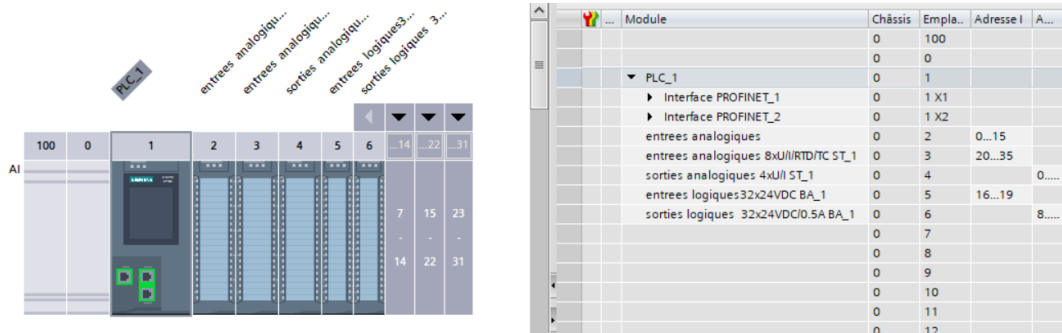 entrees analogiqu...
entrees analogiqu...
sorties analogiqu...
entrees logiques3...
sorties logiques 3...
PLC_1
100 0 1 2 3 4 5 6 ...14 ...22 ...31
AI
SIEMENS
7 15 23
- - -
14 22 31
... Module Châssis Empla.. Adresse I A...
0 100
0 0
PLC_1 0 1
Interface PROFINET_1 0 1 X1
Interface PROFINET_2 0 1 X2
entrees analogiques 0 2 0...15
entrees analogiques 8xU/I/RTD/TC ST_1 0 3 20...35
sorties analogiques 4xU/I ST_1 0 4 0.....
entrees logiques32x24VDC BA_1 0 5 16...19
sorties logiques 32x24VDC/0.5A BA_1 0 6 8.....
0 7
0 8
0 9
0 10
0 11
0 12